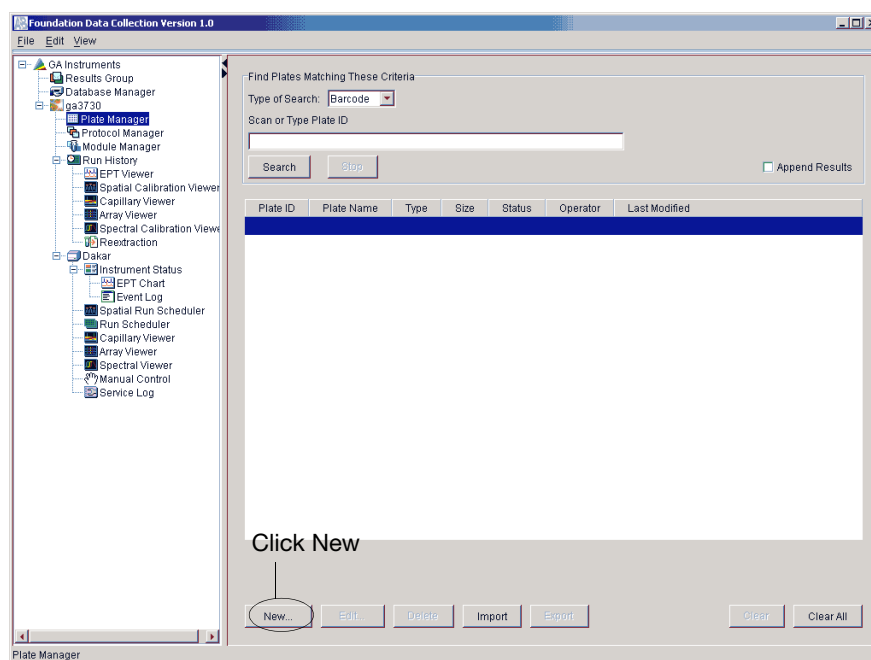 Foundation Data Collection Version 1.0
File Edit View
GA Instruments
Results Group
Database Manager
ga3730
Plate Manager
Protocol Manager
Module Manager
Run History
EPT Viewer
Spatial Calibration Viewer
Capillary Viewer
Array Viewer
Spectral Calibration Viewe
Reextraction
Dakar
Instrument Status
EPT Chart
Event Log
Spatial Run Scheduler
Run Scheduler
Capillary Viewer
Array Viewer
Spectral Viewer
Manual Control
Service Log
Find Plates Matching These Criteria
Type of Search: Barcode
Scan or Type Plate ID
Search Stop Append Results
Plate ID Plate Name Type Size Status Operator Last Modified
Click New
New... Edit... Delete Import Export Clear Clear All
Plate Manager